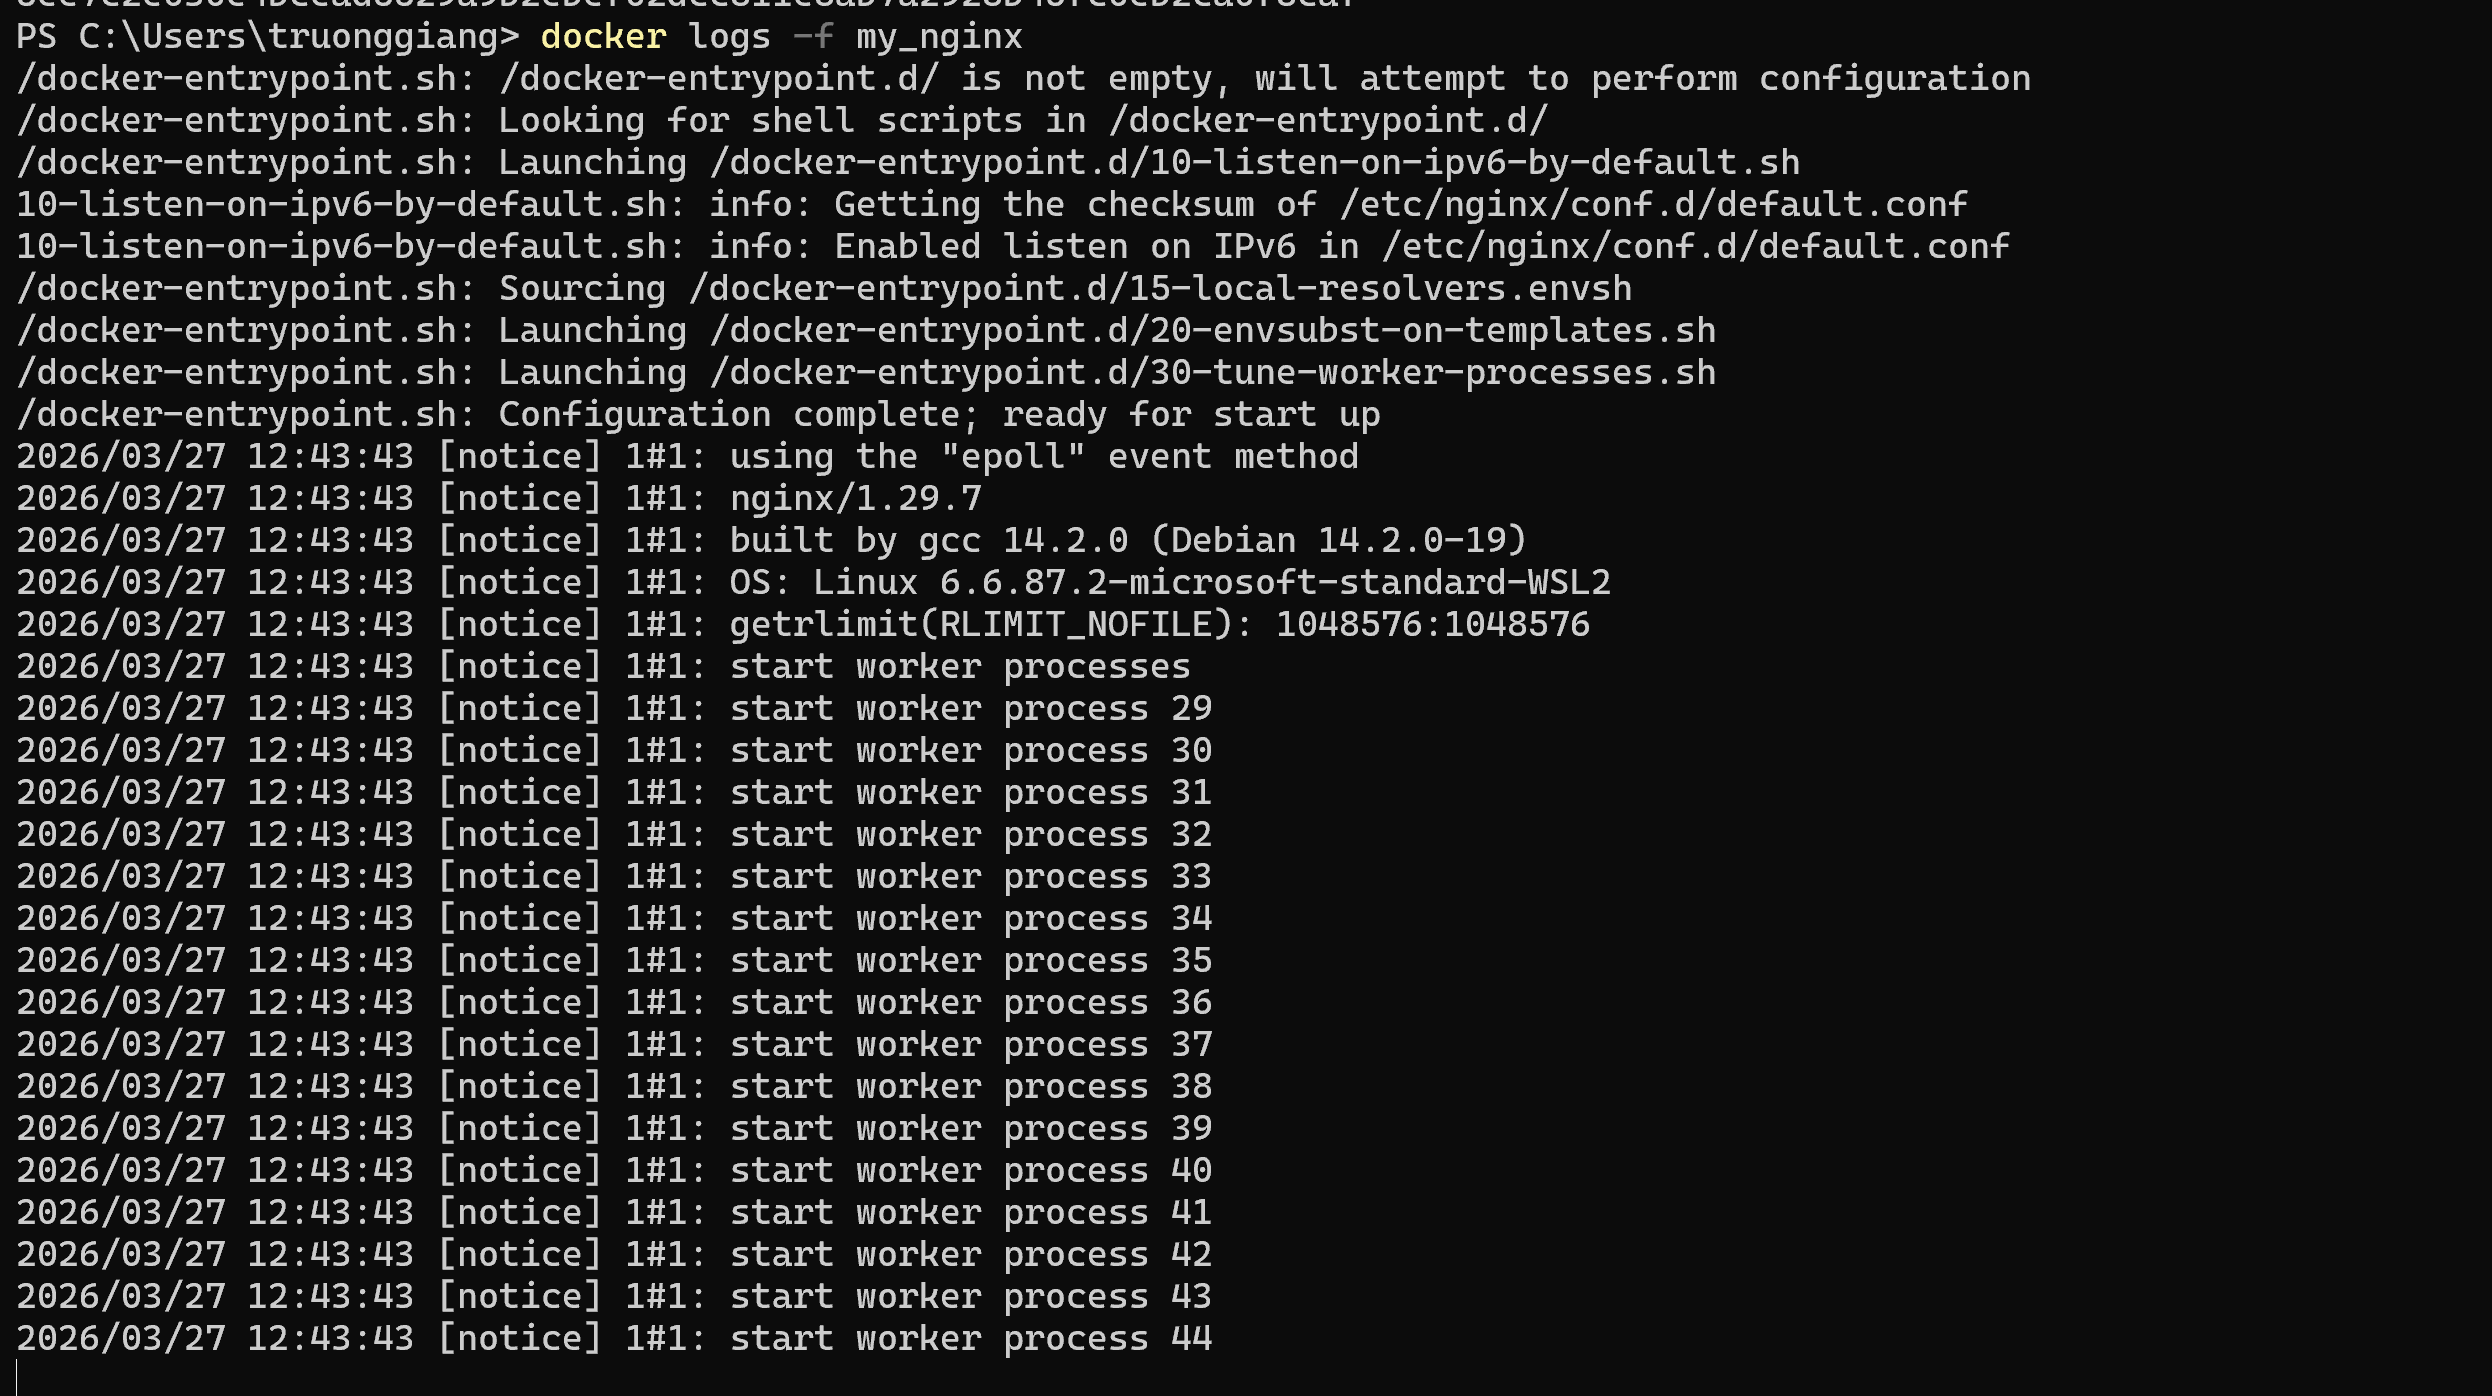 PS C:\Users\truonggiang> docker logs -f my_nginx
/docker-entrypoint.sh: /docker-entrypoint.d/ is not empty, will attempt to perform configuration
/docker-entrypoint.sh: Looking for shell scripts in /docker-entrypoint.d/
/docker-entrypoint.sh: Launching /docker-entrypoint.d/10-listen-on-ipv6-by-default.sh
10-listen-on-ipv6-by-default.sh: info: Getting the checksum of /etc/nginx/conf.d/default.conf
10-listen-on-ipv6-by-default.sh: info: Enabled listen on IPv6 in /etc/nginx/conf.d/default.conf
/docker-entrypoint.sh: Sourcing /docker-entrypoint.d/15-local-resolvers.envsh
/docker-entrypoint.sh: Launching /docker-entrypoint.d/20-envsubst-on-templates.sh
/docker-entrypoint.sh: Launching /docker-entrypoint.d/30-tune-worker-processes.sh
/docker-entrypoint.sh: Configuration complete; ready for start up
2026/03/27 12:43:43 [notice] 1#1: using the "epoll" event method
2026/03/27 12:43:43 [notice] 1#1: nginx/1.29.7
2026/03/27 12:43:43 [notice] 1#1: built by gcc 14.2.0 (Debian 14.2.0-19)
2026/03/27 12:43:43 [notice] 1#1: OS: Linux 6.6.87.2-microsoft-standard-WSL2
2026/03/27 12:43:43 [notice] 1#1: getrlimit(RLIMIT_NOFILE): 1048576:1048576
2026/03/27 12:43:43 [notice] 1#1: start worker processes
2026/03/27 12:43:43 [notice] 1#1: start worker process 29
2026/03/27 12:43:43 [notice] 1#1: start worker process 30
2026/03/27 12:43:43 [notice] 1#1: start worker process 31
2026/03/27 12:43:43 [notice] 1#1: start worker process 32
2026/03/27 12:43:43 [notice] 1#1: start worker process 33
2026/03/27 12:43:43 [notice] 1#1: start worker process 34
2026/03/27 12:43:43 [notice] 1#1: start worker process 35
2026/03/27 12:43:43 [notice] 1#1: start worker process 36
2026/03/27 12:43:43 [notice] 1#1: start worker process 37
2026/03/27 12:43:43 [notice] 1#1: start worker process 38
2026/03/27 12:43:43 [notice] 1#1: start worker process 39
2026/03/27 12:43:43 [notice] 1#1: start worker process 40
2026/03/27 12:43:43 [notice] 1#1: start worker process 41
2026/03/27 12:43:43 [notice] 1#1: start worker process 42
2026/03/27 12:43:43 [notice] 1#1: start worker process 43
2026/03/27 12:43:43 [notice] 1#1: start worker process 44